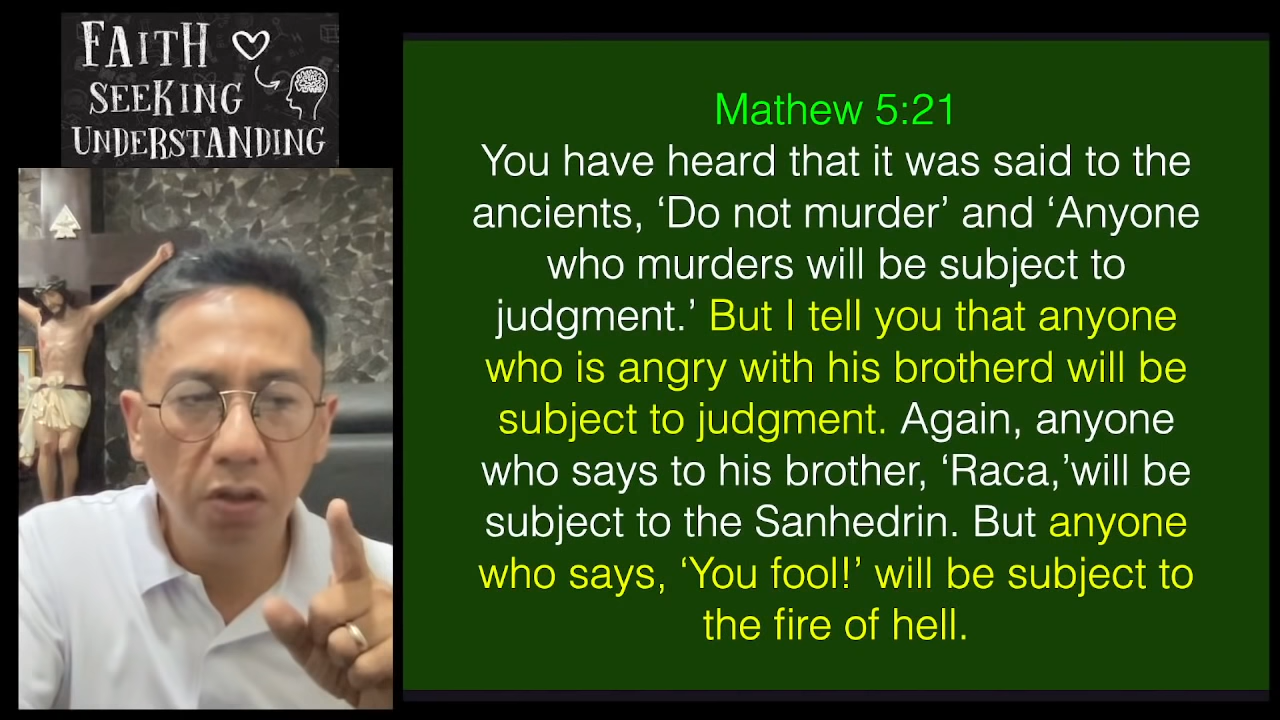 FAITH
SEEKING
UNDERSTANDING
Mathew 5:21
You have heard that it was said to the
ancients, ‘Do not murder’ and ‘Anyone
who murders will be subject to
judgment.’ But I tell you that anyone
who is angry with his brotherd will be
subject to judgment. Again, anyone
who says to his brother, ‘Raca,’will be
subject to the Sanhedrin. But anyone
who says, ‘You fool!’ will be subject to
the fire of hell.